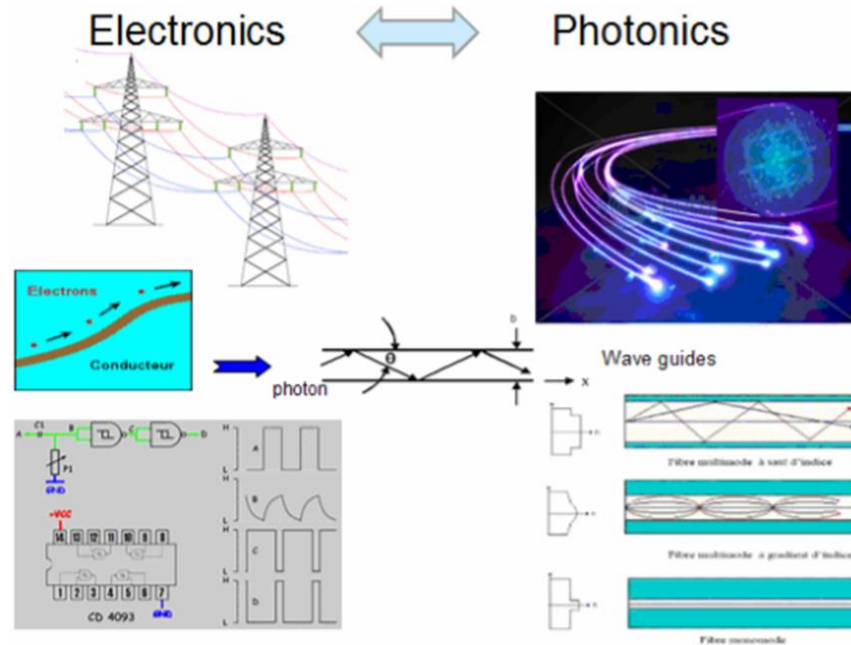 Electronics
Photonics
Electrons
Conducteur
photon
θ
D
X
Wave guides
Fibre multimode à saut d'indice
n
Fibre multimode à gradient d'indice
n
Fibre monomode
n
A
C1
B
C
D
P1
GND
+VCC
14 13 12 11 10 9 8
1 2 3 4 5 6 7
GND
CD 4093
H
A
L
H
B
L
H
C
L
H
D
L